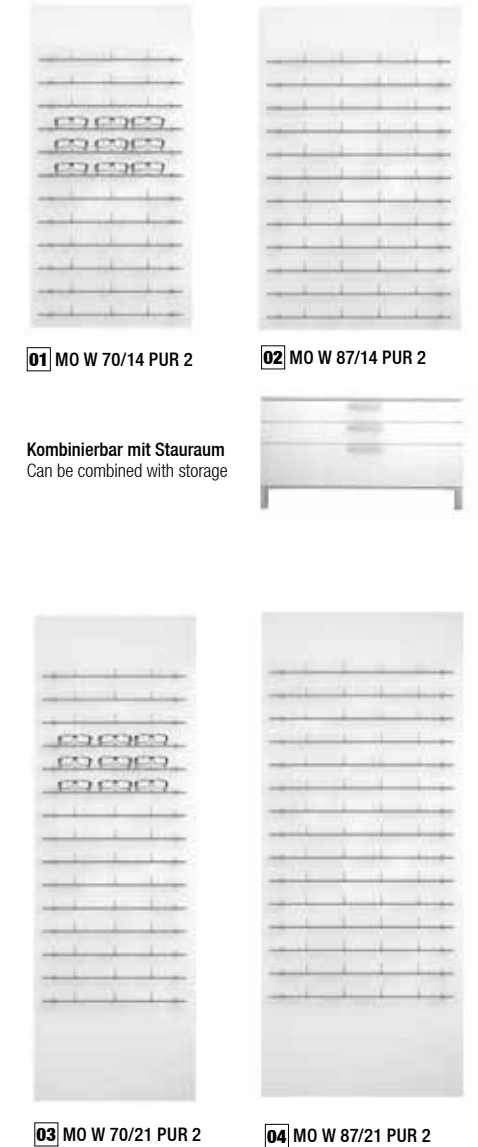 01 MO W 70/14 PUR 2
02 MO W 87/14 PUR 2
Kombinierbar mit Stauraum
Can be combined with storage
03 MO W 70/21 PUR 2
04 MO W 87/21 PUR 2